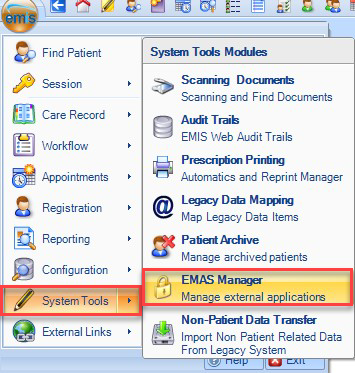 emis
Find Patient
Session
Care Record
Workflow
Appointments
Registration
Reporting
Configuration
System Tools
External Links
System Tools Modules
Scanning Documents
Scanning and Find Documents
Audit Trails
EMIS Web Audit Trails
Prescription Printing
Automatics and Reprint Manager
Legacy Data Mapping
Map Legacy Data Items
Patient Archive
Manage archived patients
EMAS Manager
Manage external applications
Non-Patient Data Transfer
Import Non Patient Related Data
From Legacy System
Help
Exit